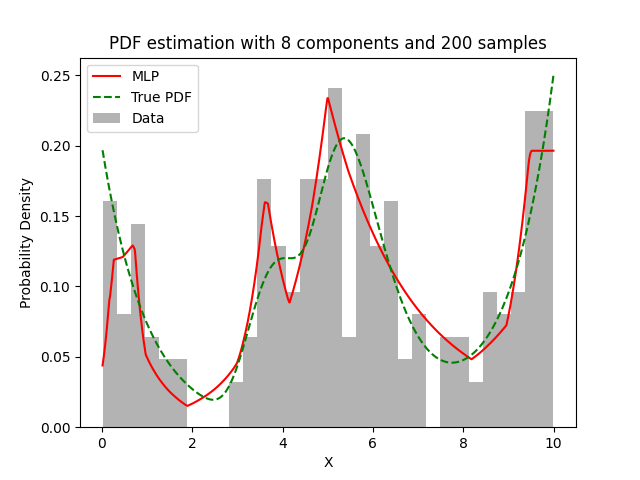 PDF estimation with 8 components and 200 samples
MLP
True PDF
Data
Probability Density
0.25
0.20
0.15
0.10
0.05
0.00
0 2 4 6 8 10
X